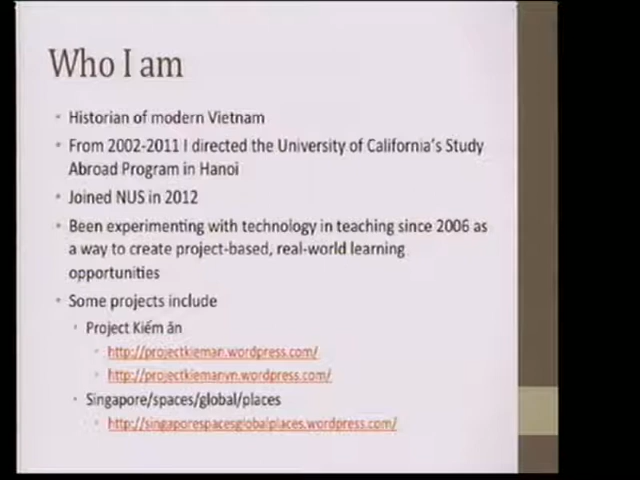 Who I am
• Historian of modern Vietnam
• From 2002-2011 I directed the University of California's Study
Abroad Program in Hanoi
• Joined NUS in 2012
• Been experimenting with technology in teaching since 2006 as
a way to create project-based, real-world learning
opportunities
• Some projects include
• Project Kiếm ăn
• http://projectkieman.wordpress.com/
• http://projectkiemanvn.wordpress.com/
• Singapore/spaces/global/places
• http://singaporespacesglobalplaces.wordpress.com/